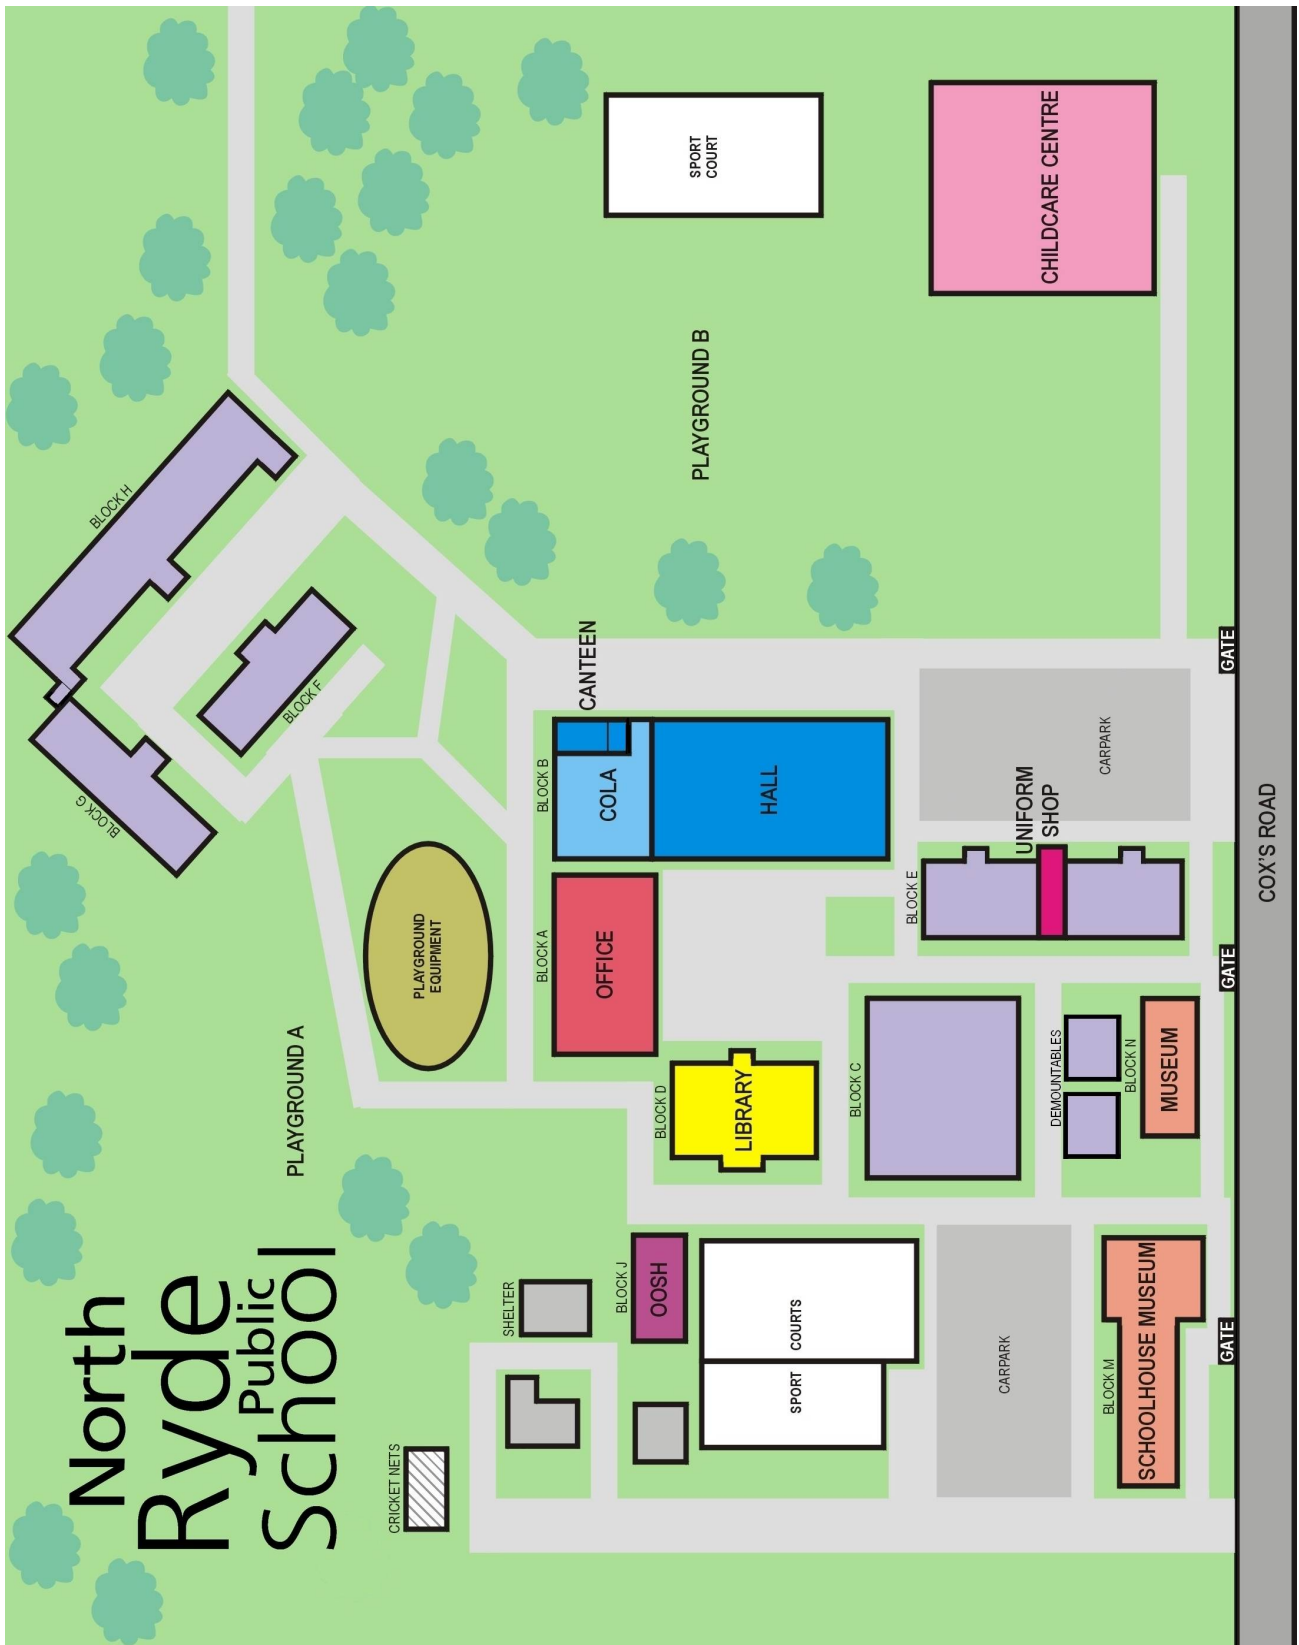 North
Ryde
Public
School
PLAYGROUND A
PLAYGROUND B
BLOCK H
BLOCK G
BLOCK F
PLAYGROUND
EQUIPMENT
CANTEEN
BLOCK B
COLA
HALL
BLOCK A
OFFICE
BLOCK D
LIBRARY
BLOCK C
BLOCK E
UNIFORM
SHOP
CARPARK
SPORT
COURT
CHILDCARE CENTRE
DEMOUNTABLES
BLOCK N
MUSEUM
SHELTER
BLOCK J
OOSH
CRICKET NETS
SPORT COURTS
CARPARK
BLOCK M
SCHOOLHOUSE MUSEUM
GATE
GATE
GATE
COX'S ROAD